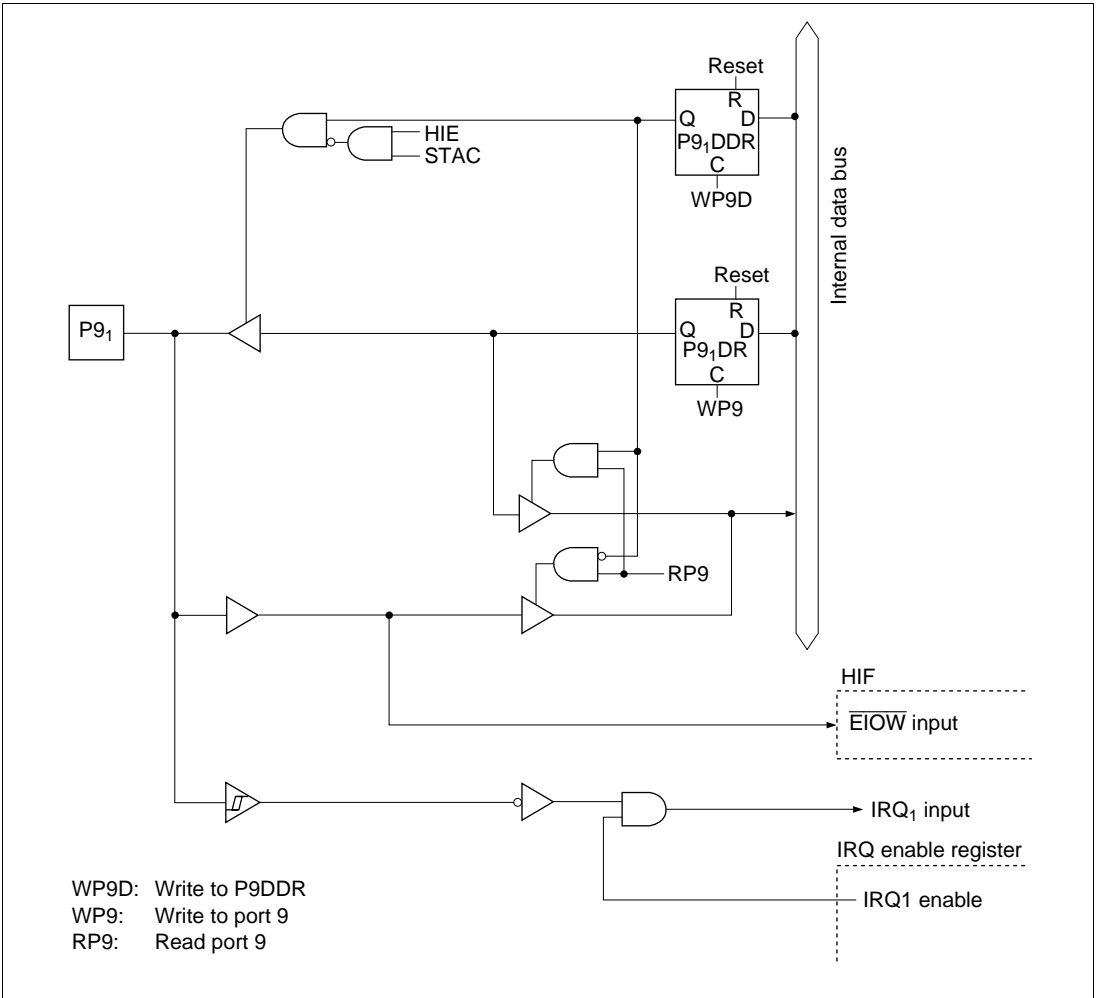 Reset
R
Q
D
P9₁DDR
C
WP9D
HIE
STAC
Internal data bus
Reset
R
Q
D
P9₁DR
C
WP9
P9₁
RP9
HIF
E̅I̅O̅W̅ input
IRQ₁ input
IRQ enable register
IRQ1 enable
WP9D: Write to P9DDR
WP9: Write to port 9
RP9: Read port 9